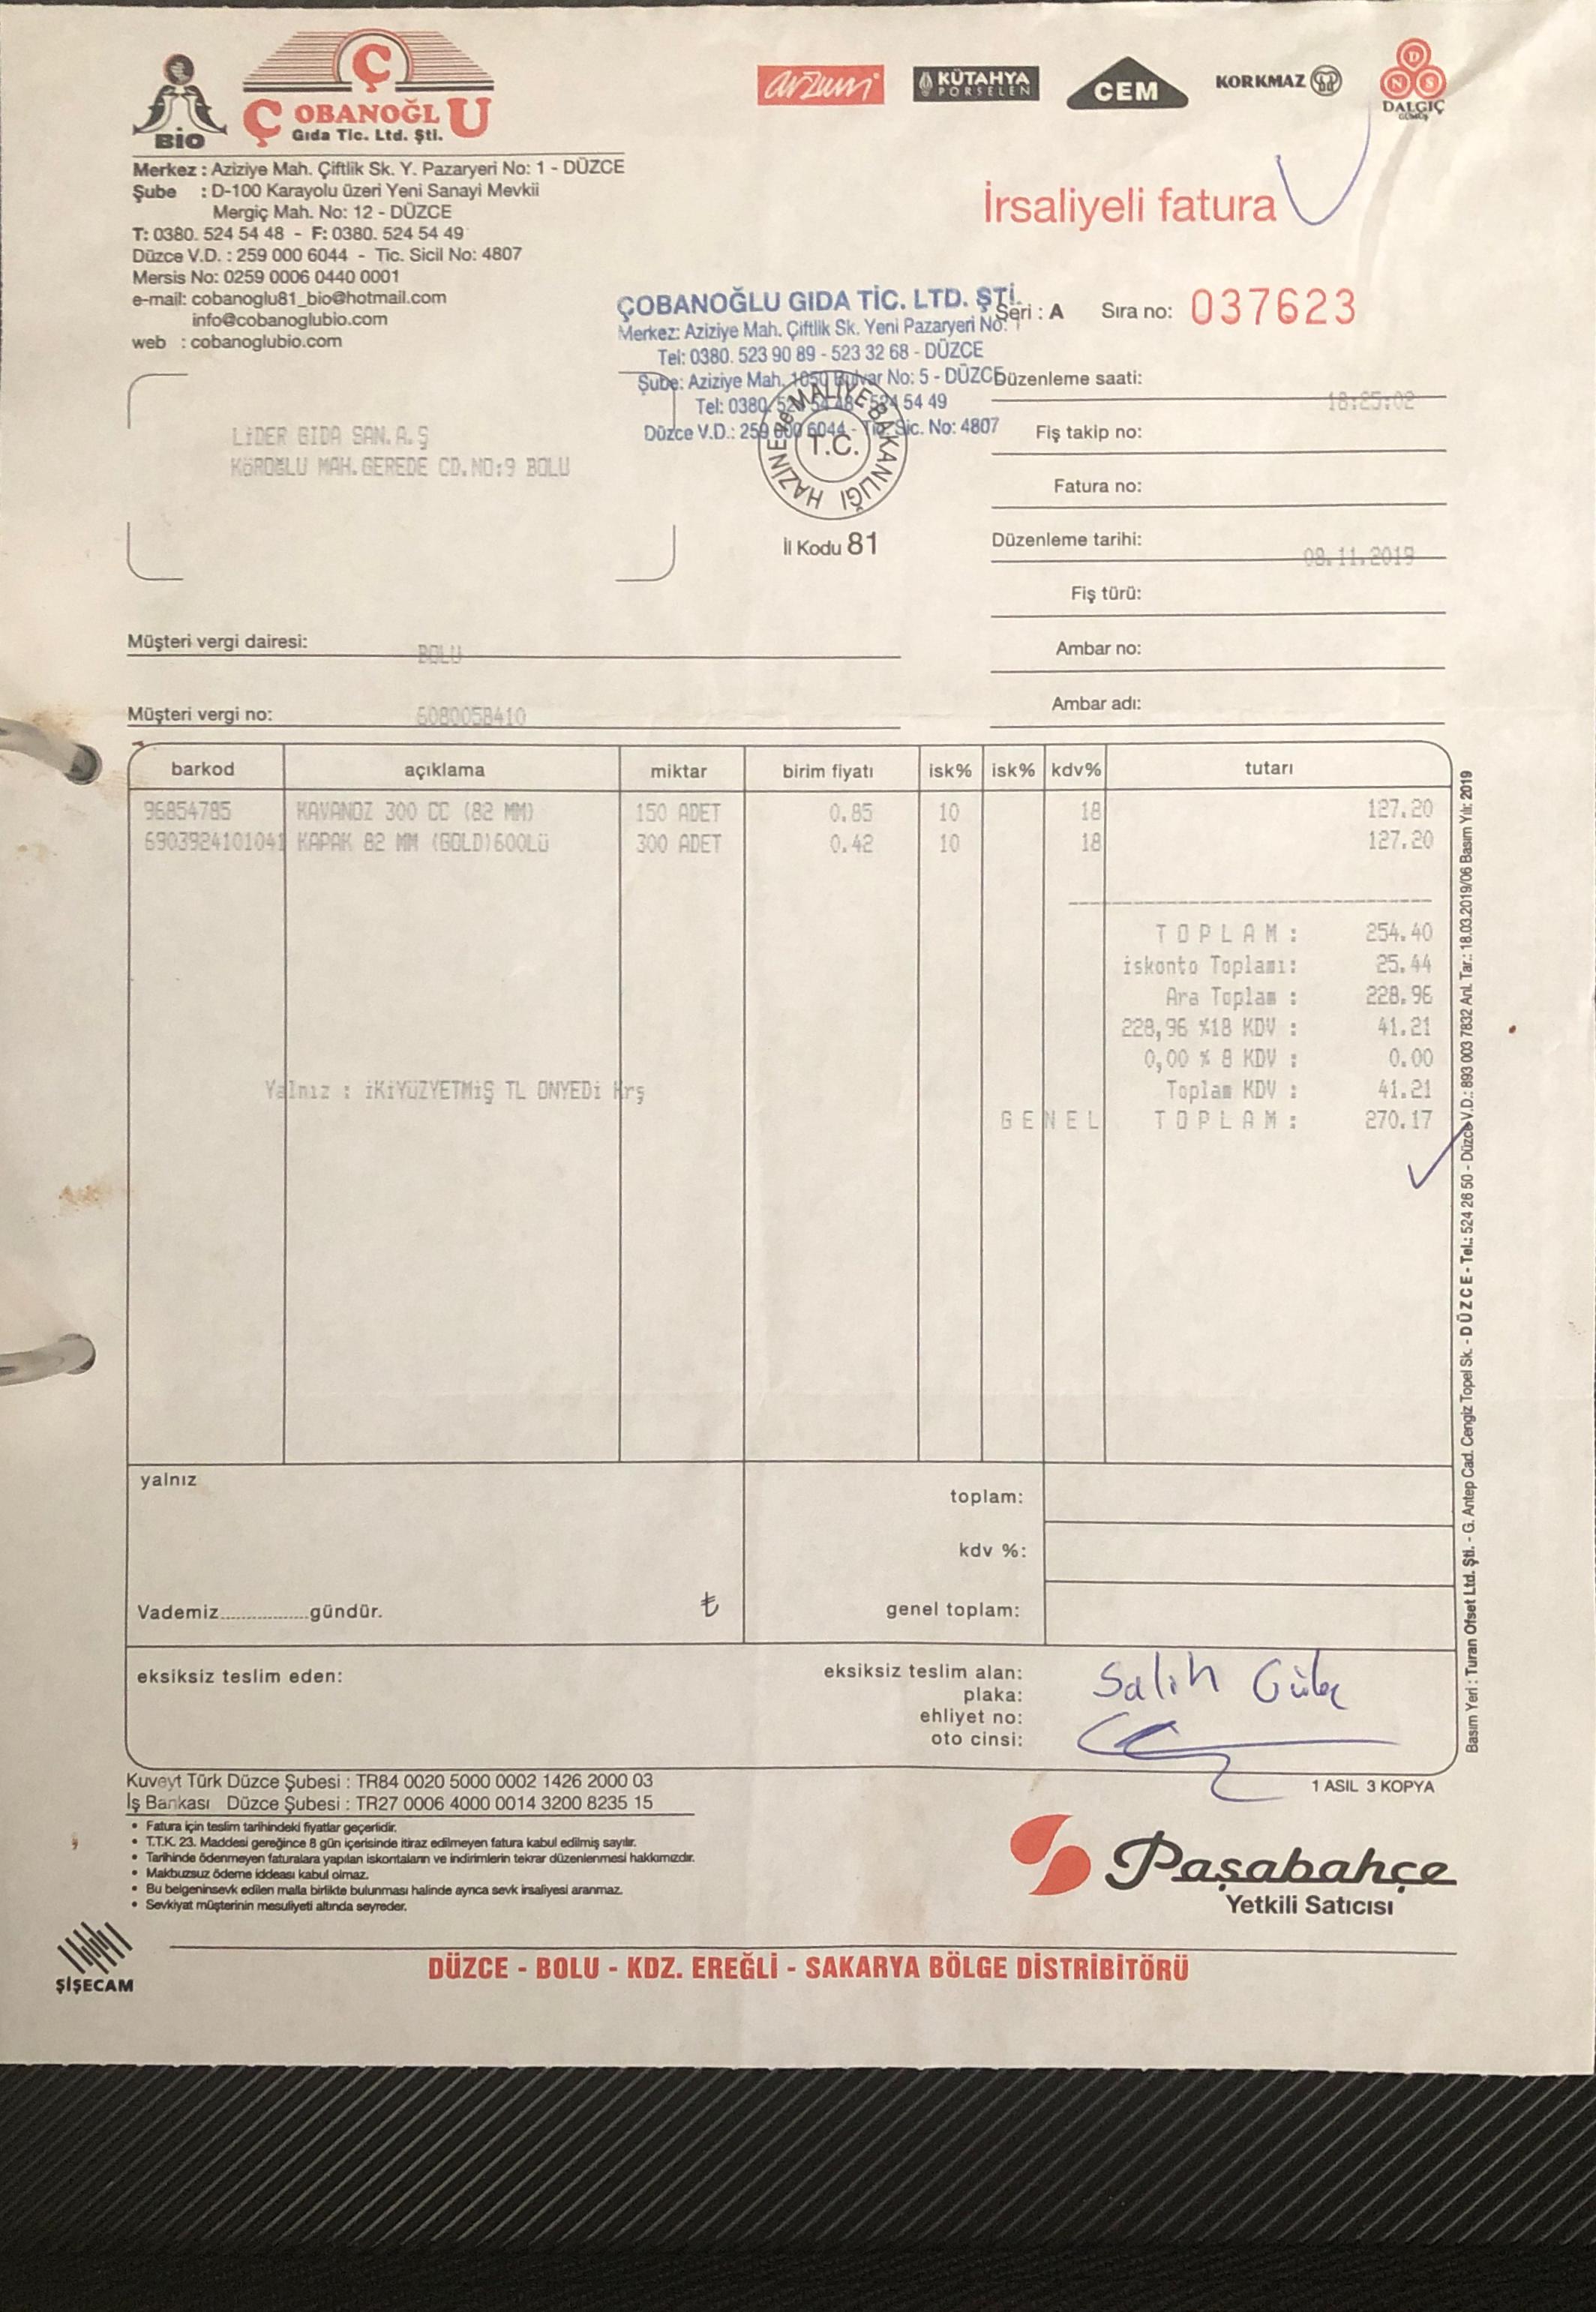 BİO
ÇOBANOĞLU
Gıda Tic. Ltd. Şti.
arzum
KÜTAHYA
PORSELEN
CEM
KORKMAZ
DNS
DALGIÇ
GÜMÜŞ
Merkez : Aziziye Mah. Çiftlik Sk. Y. Pazaryeri No: 1 - DÜZCE
Şube : D-100 Karayolu üzeri Yeni Sanayi Mevkii
Mergiç Mah. No: 12 - DÜZCE
T: 0380. 524 54 48 - F: 0380. 524 54 49
Düzce V.D. : 259 000 6044 - Tic. Sicil No: 4807
Mersis No: 0259 0006 0440 0001
e-mail: cobanoglu81_bio@hotmail.com
info@cobanoglubio.com
web : cobanoglubio.com
İrsaliyeli fatura
ÇOBANOĞLU GIDA TİC. LTD. ŞTİ.
Merkez: Aziziye Mah. Çiftlik Sk. Yeni Pazaryeri No: 1
Tel: 0380. 523 90 89 - 523 32 68 - DÜZCE
Şube: Aziziye Mah. 1050 Bulvar No: 5 - DÜZCE
Tel: 0380. 524 54 48 - 524 54 49
Düzce V.D.: 259 000 6044 - Tic. Sic. No: 4807
Seri : A Sıra no: 037623
HAZİNE ve MALİYE BAKANLIĞI
T.C.
İl Kodu 81
LİDER GIDA SAN.A.Ş
KÖROĞLU MAH.GEREDE CD.NO:9 BOLU
Düzenleme saati: 18:25:02
Fiş takip no:
Fatura no:
Düzenleme tarihi: 08.11.2019
Fiş türü:
Ambar no:
Ambar adı:
Müşteri vergi dairesi: BOLU
Müşteri vergi no: 6080058410
barkod açıklama miktar birim fiyatı isk% isk% kdv% tutarı
96854785 KAVANOZ 300 CC (82 MM) 150 ADET 0.85 10 18 127.20
6903924101041 KAPAK 82 MM (GOLD)600LÜ 300 ADET 0.42 10 18 127.20
T O P L A M : 254.40
İskonto Toplamı: 25.44
Ara Toplam : 228.96
228,96 %18 KDV : 41.21
0,00 % 8 KDV : 0.00
Yalnız : İKİYÜZYETMİŞ TL ONYEDİ Krş
Toplam KDV : 41.21
G E N E L T O P L A M : 270.17
yalnız
toplam:
kdv %:
Vademiz..................gündür.
₺
genel toplam:
eksiksiz teslim eden:
eksiksiz teslim alan:
plaka:
ehliyet no:
oto cinsi:
Salih
Basım Yeri : Turan Ofset Ltd. Şti. - G. Antep Cad. Cengiz Topel Sk. - DÜZCE - Tel.: 524 26 50 - Düzce V.D.: 893 003 7832 Anl. Tar.: 18.03.2019/06 Basım Yılı: 2019
Kuveyt Türk Düzce Şubesi : TR84 0020 5000 0002 1426 2000 03
İş Bankası Düzce Şubesi : TR27 0006 4000 0014 3200 8235 15
1 ASIL 3 KOPYA
• Fatura için teslim tarihindeki fiyatlar geçerlidir.
• T.T.K. 23. Maddesi gereğince 8 gün içerisinde itiraz edilmeyen fatura kabul edilmiş sayılır.
• Tarihinde ödenmeyen faturalara yapılan iskontaların ve indirimlerin tekrar düzenlenmesi hakkımızdır.
• Makbuzsuz ödeme iddeası kabul olmaz.
• Bu belgeninsevk edilen malla birlikte bulunması halinde ayrıca sevk irsaliyesi aranmaz.
• Sevkiyat müşterinin mesuliyeti altında seyreder.
Paşabahçe
Yetkili Satıcısı
ŞİŞECAM
DÜZCE - BOLU - KDZ. EREĞLİ - SAKARYA BÖLGE DİSTRİBİTÖRÜ